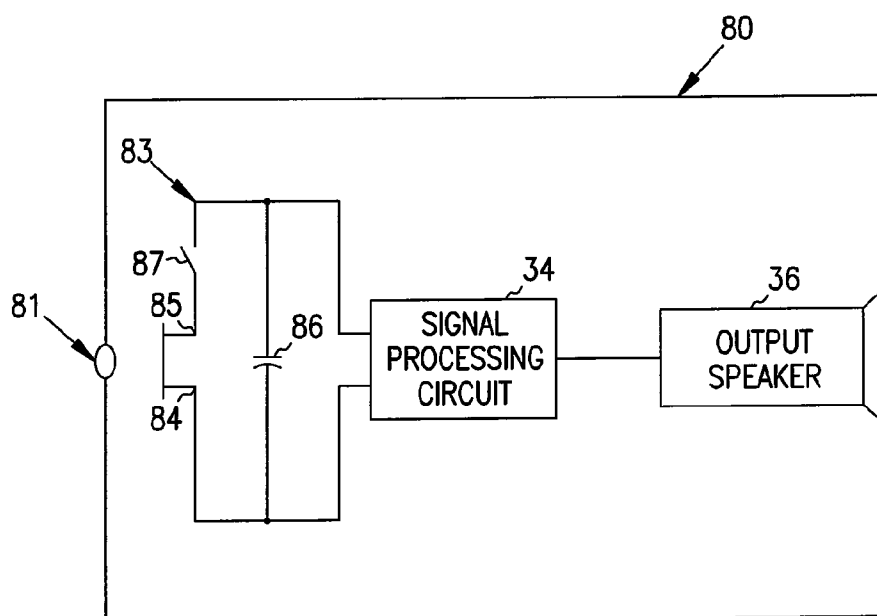 80
83
87
85
81
84
86
34
SIGNAL
PROCESSING
CIRCUIT
36
OUTPUT
SPEAKER